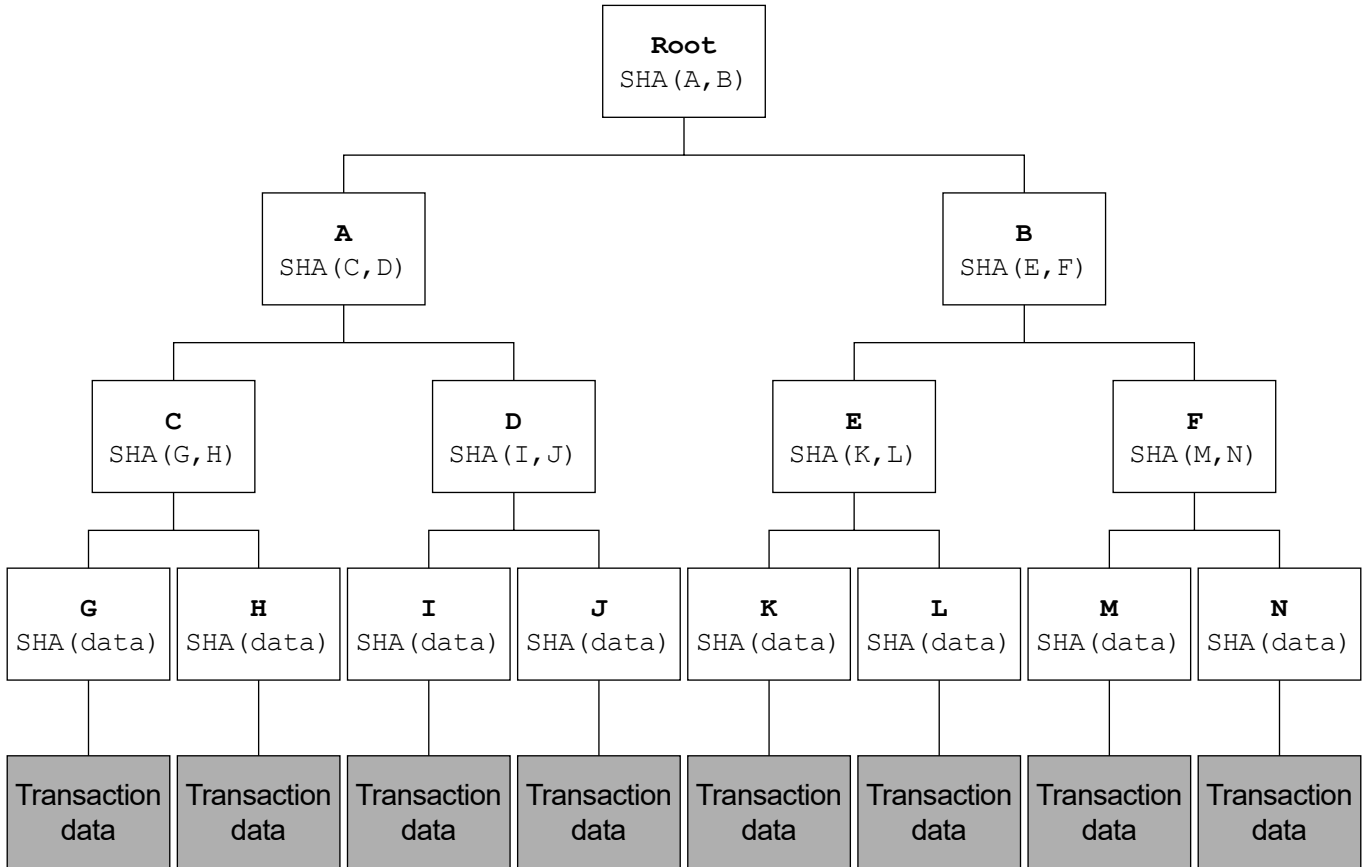 Root
SHA(A,B)
A
SHA(C,D)
B
SHA(E,F)
C
SHA(G,H)
D
SHA(I,J)
E
SHA(K,L)
F
SHA(M,N)
G
SHA(data)
H
SHA(data)
I
SHA(data)
J
SHA(data)
K
SHA(data)
L
SHA(data)
M
SHA(data)
N
SHA(data)
Transaction
data
Transaction
data
Transaction
data
Transaction
data
Transaction
data
Transaction
data
Transaction
data
Transaction
data